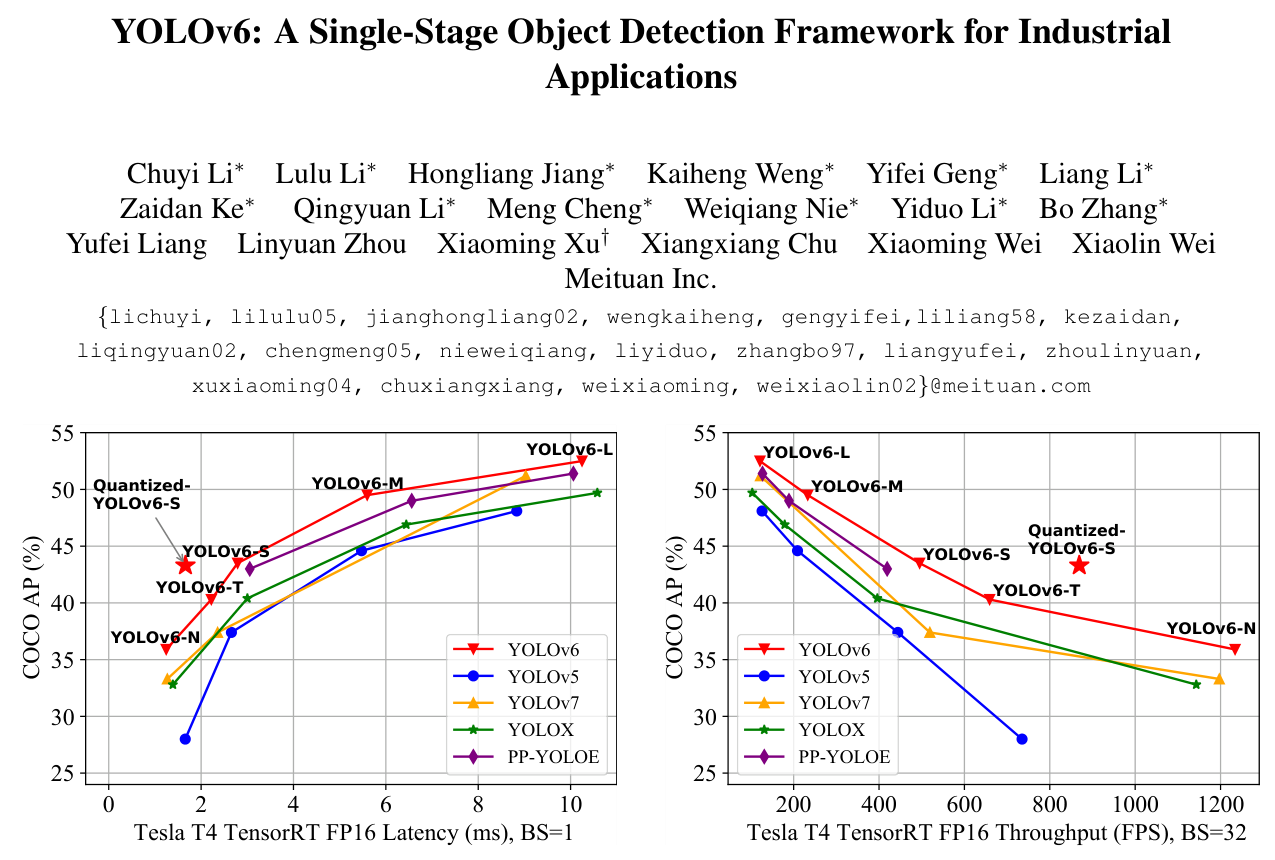 YOLOv6: A Single-Stage Object Detection Framework for Industrial
Applications
Chuyi Li* Lulu Li* Hongliang Jiang* Kaiheng Weng* Yifei Geng* Liang Li*
Zaidan Ke* Qingyuan Li* Meng Cheng* Weiqiang Nie* Yiduo Li* Bo Zhang*
Yufei Liang Linyuan Zhou Xiaoming Xu† Xiangxiang Chu Xiaoming Wei Xiaolin Wei
Meituan Inc.
{lichuyi, lilulu05, jianghongliang02, wengkaiheng, gengyifei,liliang58, kezaidan,
liqingyuan02, chengmeng05, nieweiqiang, liyiduo, zhangbo97, liangyufei, zhoulinyuan,
xuxiaoming04, chuxiangxiang, weixiaoming, weixiaolin02}@meituan.com
COCO AP (%)
55
50
45
40
35
30
25
YOLOv6-L
YOLOv6-M
Quantized-
YOLOv6-S
YOLOv6-S
YOLOv6-T
YOLOv6-N
YOLOv6
YOLOv5
YOLOv7
YOLOX
PP-YOLOE
0 2 4 6 8 10
Tesla T4 TensorRT FP16 Latency (ms), BS=1
COCO AP (%)
55
50
45
40
35
30
25
YOLOv6-L
YOLOv6-M
Quantized-
YOLOv6-S
YOLOv6-S
YOLOv6-T
YOLOv6-N
YOLOv6
YOLOv5
YOLOv7
YOLOX
PP-YOLOE
200 400 600 800 1000 1200
Tesla T4 TensorRT FP16 Throughput (FPS), BS=32